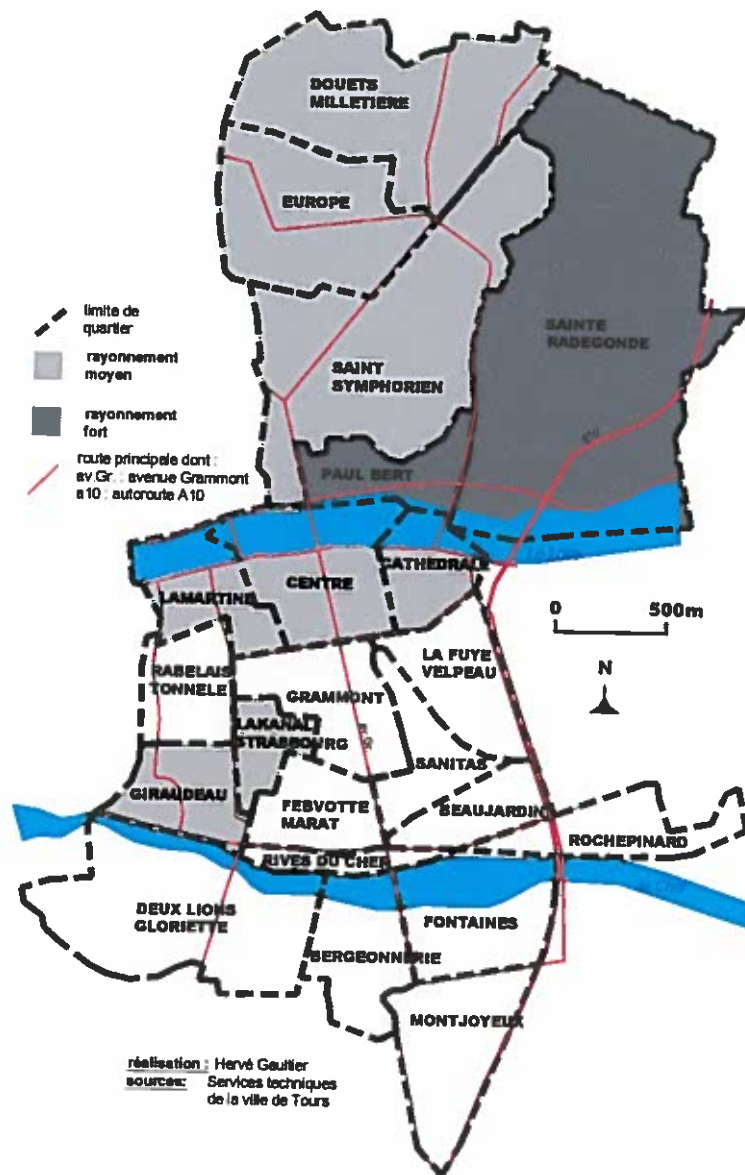 DOUETS
MILLETIERE
EUROPE
limite de
quartier
rayonnement
moyen
rayonnement
fort
route principale dont :
av.Gr. : avenue Grammont
a10 : autoroute A10
SAINTE
RADEGONDE
SAINT
SYMPHORIEN
PAUL BERT
CATHEDRALE
CENTRE
LAMARTINE
0 500m
N
LA FUYE
VELPEAU
RABELAIS
TONNELE
GRAMMONT
LAKANAL
STRASBOURG
SANITAS
GIRAUDEAU
FEBVOTTE
MARAT
BEAUJARDIN
ROCHEPINARD
RIVES DU CHER
DEUX LIONS
GLORIETTE
FONTAINES
BERGEONNERIE
MONTJOYEUX
réalisation : Hervé Gaultier
sources: Services techniques
de la ville de Tours